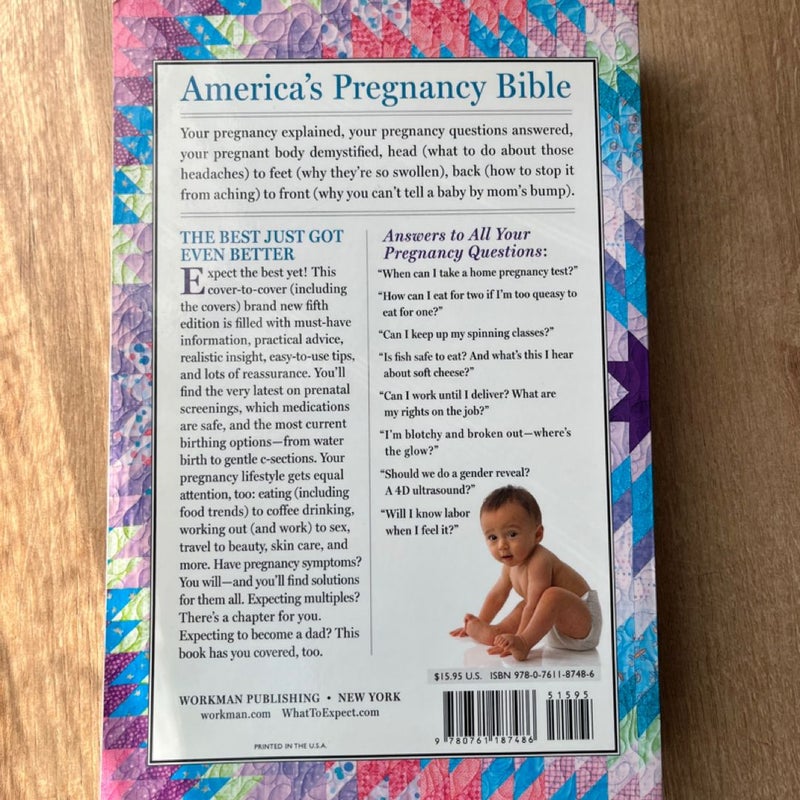 America's Pregnancy Bible
Your pregnancy explained, your pregnancy questions answered,
your pregnant body demystified, head (what to do about those
headaches) to feet (why they're so swollen), back (how to stop it
from aching) to front (why you can't tell a baby by mom's bump).
THE BEST JUST GOT
EVEN BETTER
Expect the best yet! This
cover-to-cover (including
the covers) brand new fifth
edition is filled with must-have
information, practical advice,
realistic insight, easy-to-use tips,
and lots of reassurance. You'll
find the very latest on prenatal
screenings, which medications
are safe, and the most current
birthing options—from water
birth to gentle c-sections. Your
pregnancy lifestyle gets equal
attention, too: eating (including
food trends) to coffee drinking,
working out (and work) to sex,
travel to beauty, skin care, and
more. Have pregnancy symptoms?
You will—and you'll find solutions
for them all. Expecting multiples?
There's a chapter for you.
Expecting to become a dad? This
book has you covered, too.
Answers to All Your
Pregnancy Questions:
"When can I take a home pregnancy test?"
"How can I eat for two if I'm too queasy to
eat for one?"
"Can I keep up my spinning classes?"
"Is fish safe to eat? And what's this I hear
about soft cheese?"
"Can I work until I deliver? What are
my rights on the job?"
"I'm blotchy and broken out—where's
the glow?"
"Should we do a gender reveal?
A 4D ultrasound?"
"Will I know labor
when I feel it?"
$15.95 U.S. ISBN 978-0-7611-8748-6
51595
9 780761 187486
WORKMAN PUBLISHING • NEW YORK
workman.com WhatToExpect.com
PRINTED IN THE U.S.A.